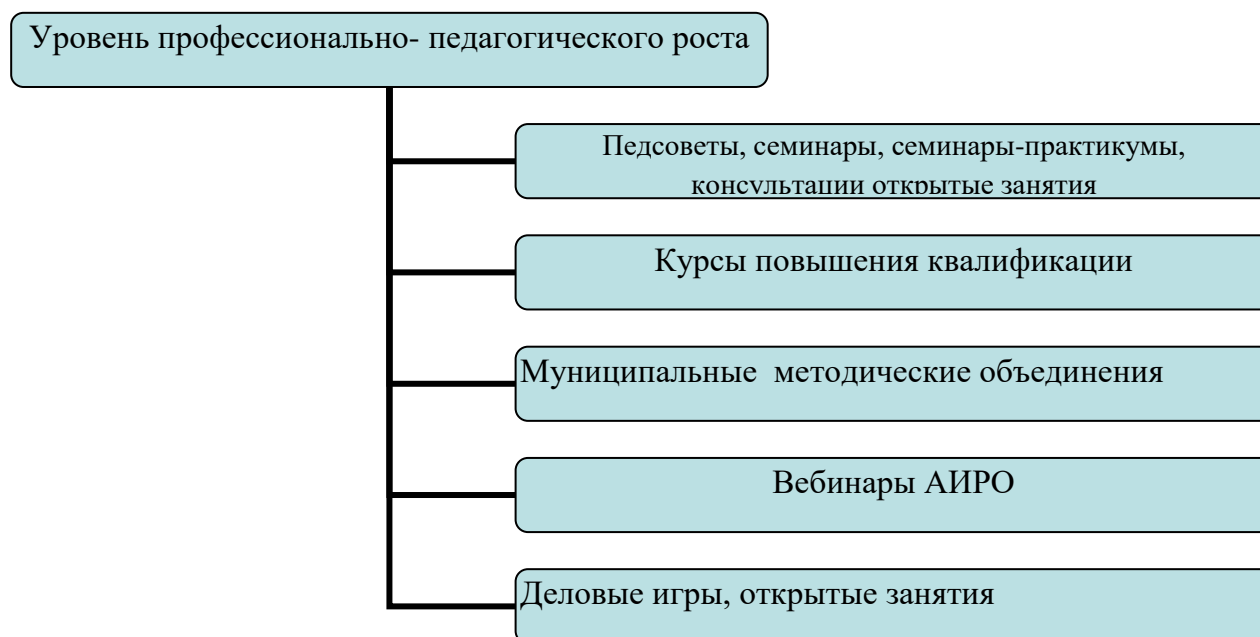 Уровень профессионально- педагогического роста
Педсоветы, семинары, семинары-практикумы,
консультации открытые занятия
Курсы повышения квалификации
Муниципальные  методические объединения
Вебинары АИРО
Деловые игры, открытые занятия